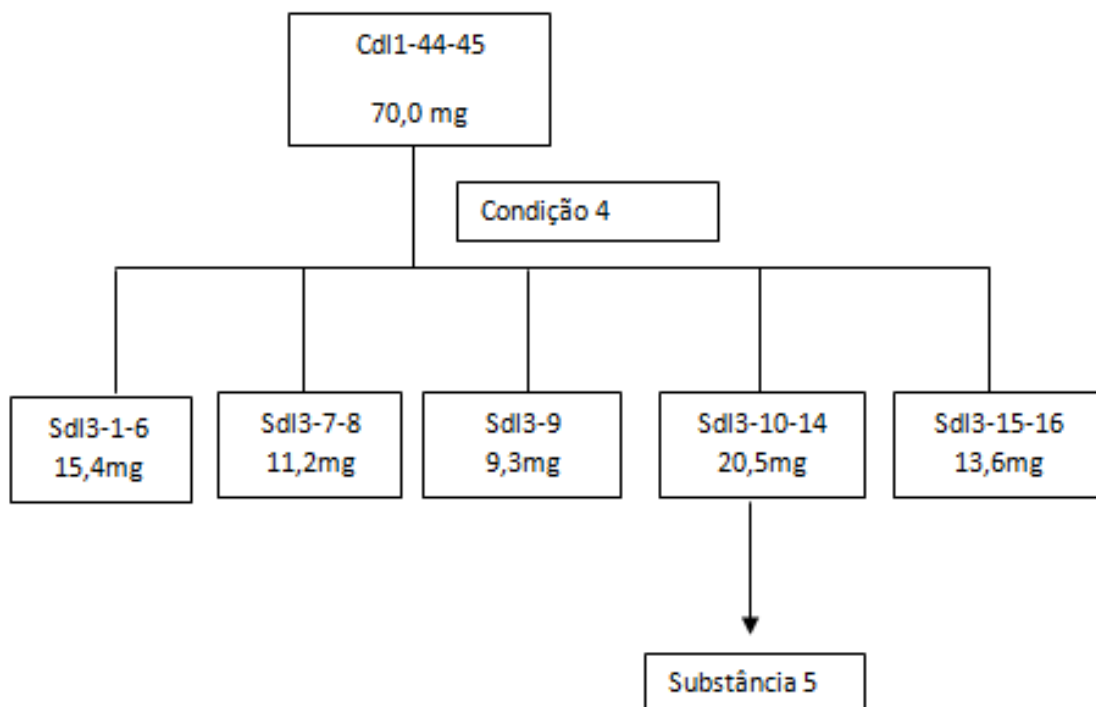 Cdl1-44-45
70,0 mg
Condição 4
Sdl3-1-6
15,4mg
Sdl3-7-8
11,2mg
Sdl3-9
9,3mg
Sdl3-10-14
20,5mg
Sdl3-15-16
13,6mg
Substância 5